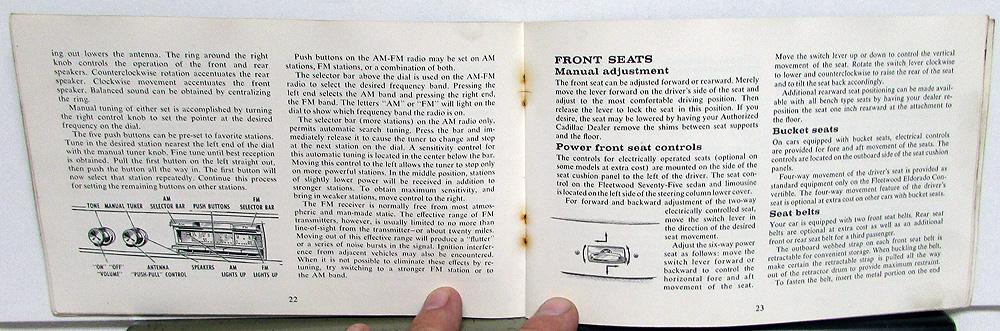 ing out lowers the antenna. The ring around the right
knob controls the operation of the front and rear
speakers. Counterclockwise rotation accentuates the rear
speaker. Clockwise movement accentuates the front
speaker. Balanced sound can be obtained by centralizing
the ring.
Manual tuning of either set is accomplished by turning
the right control knob to set the pointer at the desired
frequency on the dial.
The five push buttons can be pre-set to favorite stations.
Tune in the desired station nearest the left end of the dial
with the manual tuner knob. Fine tune until best reception
is obtained. Pull the first button on the left straight out,
then push the button all the way in. The first button will
now select that station repeatedly. Continue this process
for setting the remaining buttons on other stations.
TONE MANUAL TUNER AM SELECTOR BAR PUSH BUTTONS FM SELECTOR BAR
"ON" "OFF" "VOLUME" ANTENNA "PUSH-PULL" CONTROL SPEAKERS AM LIGHTS UP FM LIGHTS UP
Push buttons on the AM-FM radio may be set on AM
stations, FM stations, or a combination of both.
The selector bar above the dial is used on the AM-FM
radio to select the desired frequency band. Pressing the
left end selects the AM band and pressing the right end,
the FM band. The letters "AM" or "FM" will light on the
dial to show which frequency band the radio is on.
The selector bar (more stations) on the AM radio only,
permits automatic search tuning. Press the bar and im-
mediately release it to cause the tuner to change and stop
at the next station on the dial. A sensitivity control for
this automatic tuning is located in the center below the bar.
Moving this control to the left allows the tuner to stop only
on more powerful stations. In the middle position, stations
of slightly lower power will be received in addition to
stronger stations. To obtain maximum sensitivity, and
bring in weaker stations, move control to the right.
The FM receiver is normally free from most atmos-
pheric and man-made static. The effective range of FM
transmitters, however, is usually limited to no more than
line-of-sight from the transmitter—or about twenty miles.
Moving out of this effective range will produce a "flutter"
or a series of noise bursts in the signal. Ignition interfer-
ence from adjacent vehicles may also be encountered.
When it is not possible to eliminate these effects by re-
tuning, try switching to a stronger FM station or to
the AM band.
22
FRONT SEATS
Manual adjustment
The front seat can be adjusted forward or rearward. Merely
move the lever on the driver's side of the seat and
adjust to the most comfortable driving position. Then
release the lever to lock the seat in this position. If you
desire, the seat may be lowered by having your Authorized
Cadillac Dealer remove the shims between seat supports
and the floor.
Power front seat controls
The controls for electrically operated seats (optional on
some models at extra cost) are mounted on the side of the
seat cushion panel to the left of the driver. The seat con-
trol on the Fleetwood Seventy-Five sedan and limousine
is located on the left side of the steering column lower cover.
For forward and backward adjustment of the two-way
electrically controlled seat,
move the switch lever in
the direction of the desired
seat movement.
Adjust the six-way power
seat as follows: move the
switch lever forward or
backward to control the
horizontal fore and aft
movement of the seat.
Move the switch lever up or down to control the vertical
movement of the seat. Rotate the switch lever clockwise
to lower and counterclockwise to raise the rear of the seat
and to tilt the seat back accordingly.
Additional rearward seat positioning can be made avail-
able with all bench type seats by having your dealer re-
position the seat one inch rearward at the attachment to
the floor.
Bucket seats
On cars equipped with bucket seats, electrical controls
are provided for fore and aft movement of the seats. The
controls are located on the outboard side of the seat cushion
panels.
Four-way movement of the driver's seat is provided as
standard equipment only on the Fleetwood Eldorado Con-
vertible. The four-way movement feature of the driver's
seat is optional at extra cost on other cars with bucket seats.
Seat belts
Your car is equipped with two front seat belts. Rear seat
belts are optional at extra cost as well as an additional
front or rear seat belt for a third passenger.
The outboard webbed strap on each front seat belt is
retractable for convenient storage. When buckling the belt,
make certain the retractable strap is pulled all the way
out of the retractor drum to provide maximum restraint.
To fasten the belt, insert the metal portion on the end
23